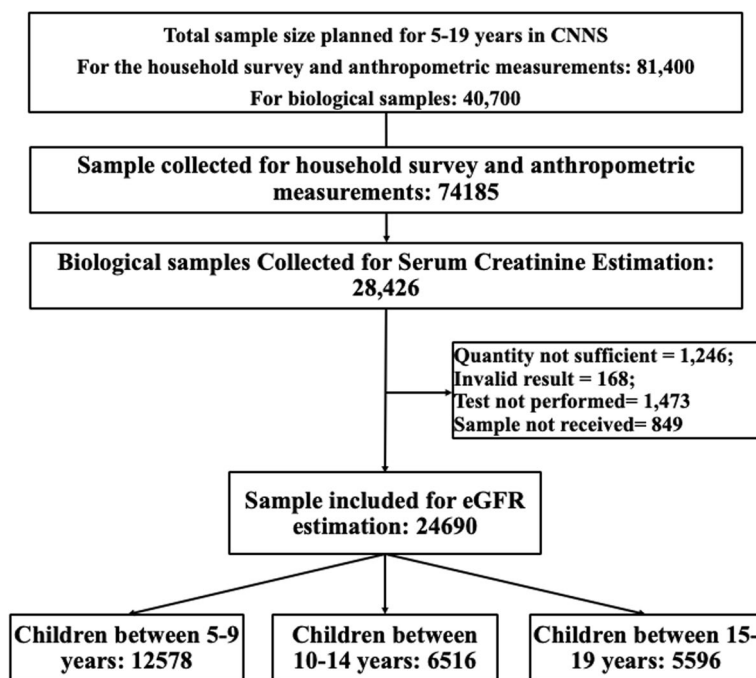 Total sample size planned for 5-19 years in CNNS
For the household survey and anthropometric measurements: 81,400
For biological samples: 40,700
Sample collected for household survey and anthropometric
measurements: 74185
Biological samples Collected for Serum Creatinine Estimation:
28,426
Quantity not sufficient = 1,246;
Invalid result = 168;
Test not performed= 1,473
Sample not received= 849
Sample included for eGFR
estimation: 24690
Children between 5-9
years: 12578
Children between
10-14 years: 6516
Children between 15-
19 years: 5596